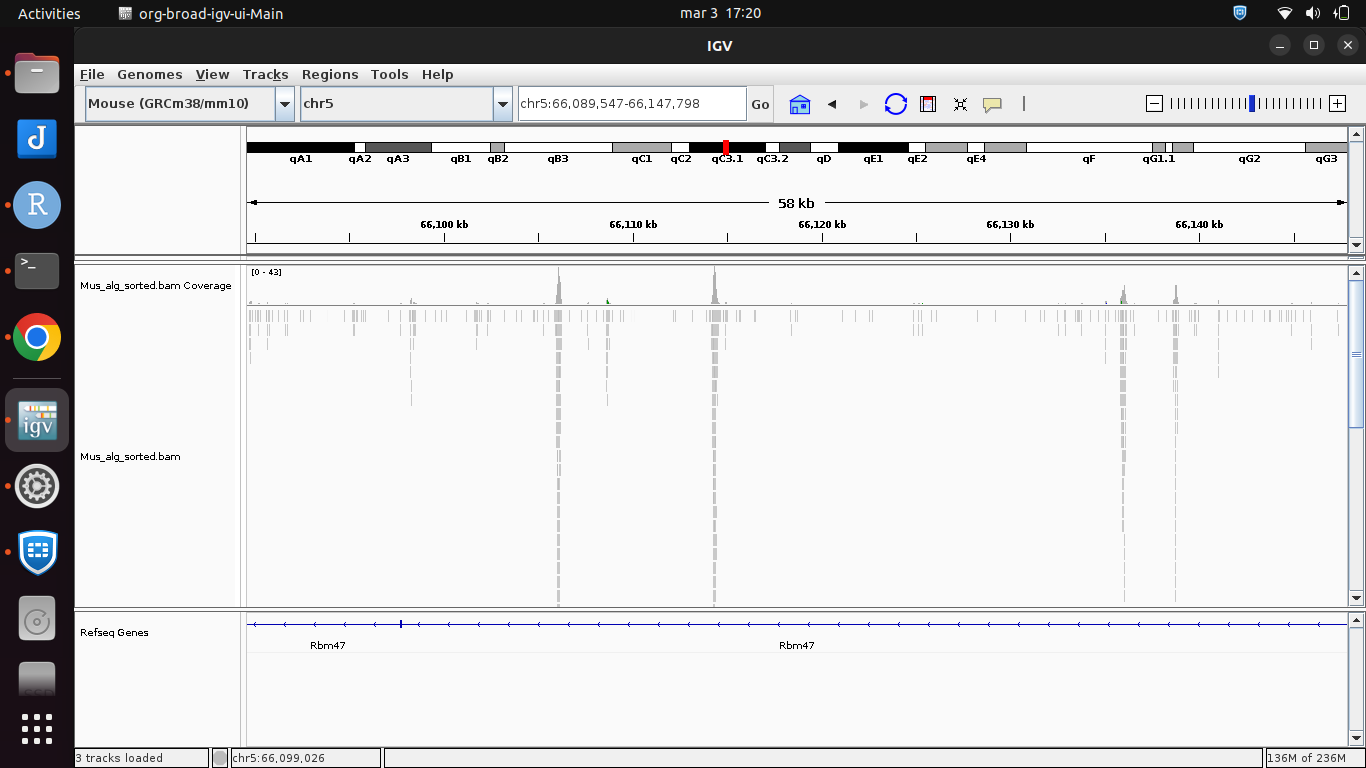 Activities org-broad-igv-ui-Main mar 3 17:20
IGV
File Genomes View Tracks Regions Tools Help
Mouse (GRCm38/mm10) chr5 chr5:66,089,547-66,147,798 Go
qA1 qA2 qA3 qB1 qB2 qB3 qC1 qC2 qC3.1 qC3.2 qD qE1 qE2 qE4 qF qG1.1 qG2 qG3
58 kb
66,100 kb 66,110 kb 66,120 kb 66,130 kb 66,140 kb
[0 - 43]
Mus_alg_sorted.bam Coverage
Mus_alg_sorted.bam
Refseq Genes
Rbm47 Rbm47
3 tracks loaded chr5:66,099,026 136M of 236M
J
R
>_
igv